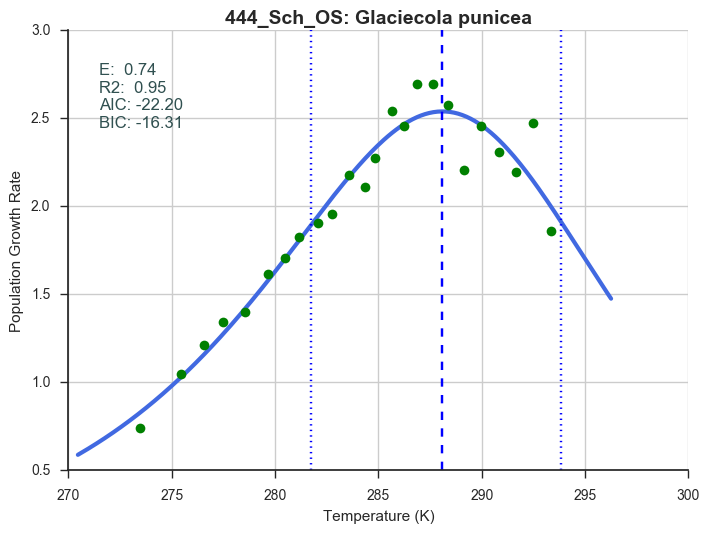 444_Sch_OS: Glaciecola punicea
E:  0.74
R2:  0.95
AIC: -22.20
BIC: -16.31
Population Growth Rate
3.0
2.5
2.0
1.5
1.0
0.5
270 275 280 285 290 295 300
Temperature (K)